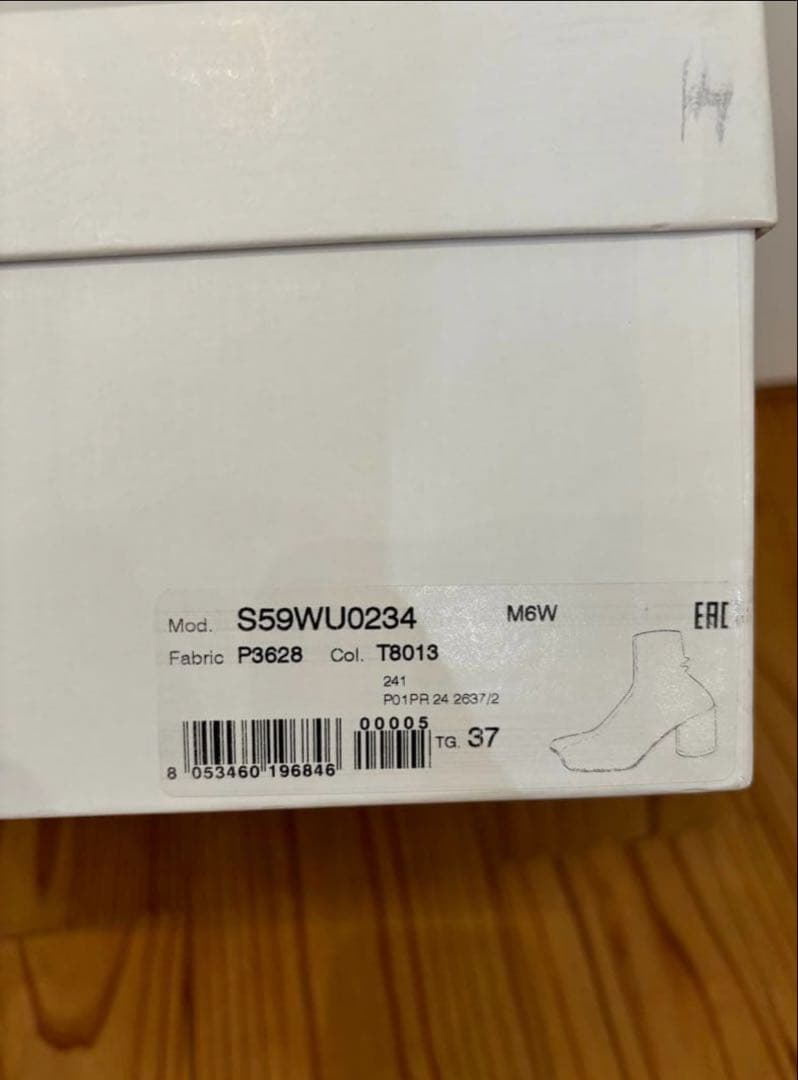 Mod. S59WU0234 M6W EAC
Fabric P3628 Col. T8013
241
P01PR 24 2637/2
00005
TG. 37
8 053460 196846